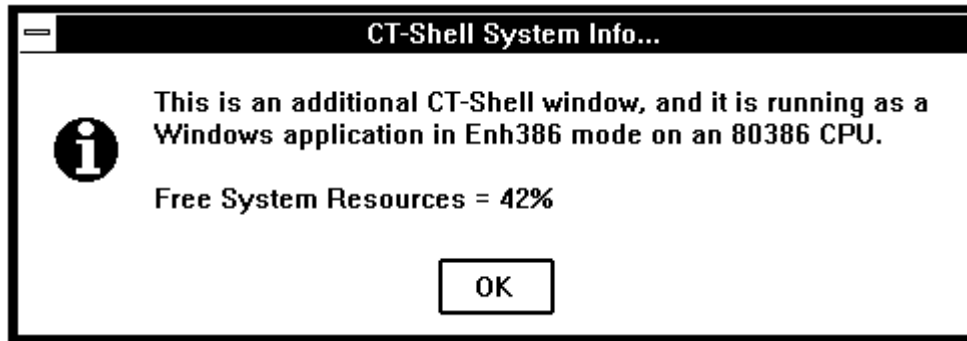 CT-Shell System Info...
This is an additional CT-Shell window, and it is running as a
Windows application in Enh386 mode on an 80386 CPU.
Free System Resources = 42%
OK